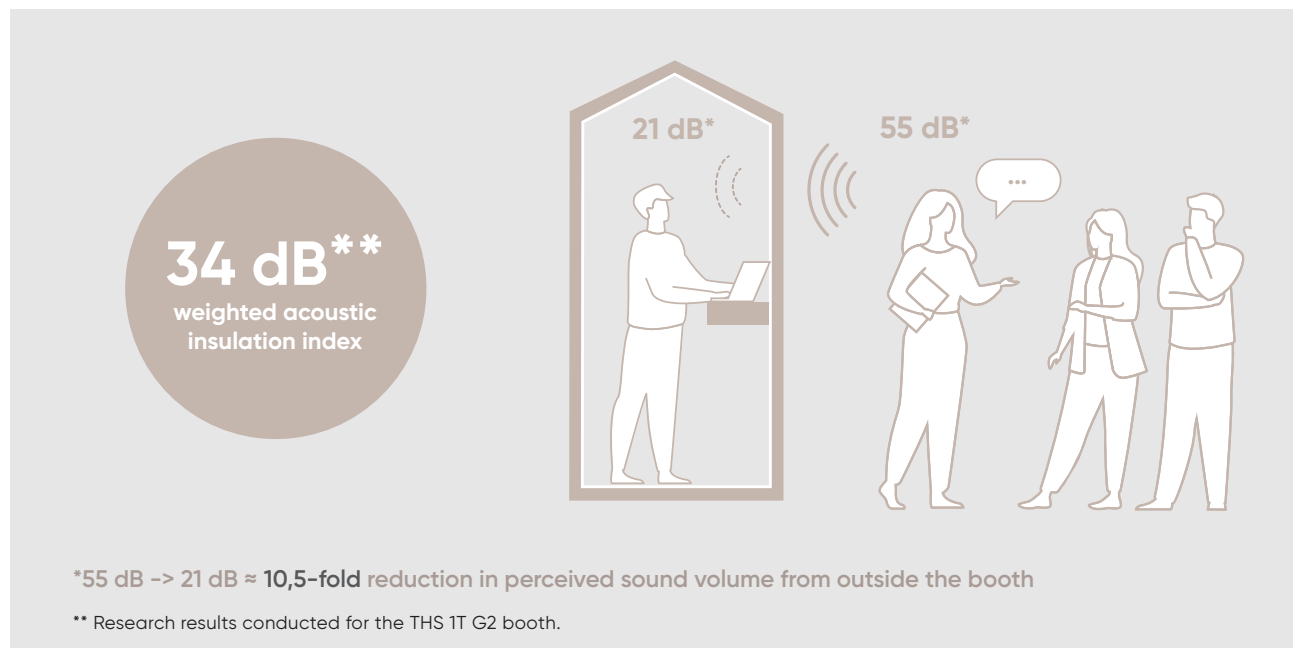 34 dB**
weighted acoustic
insulation index
21 dB*
55 dB*
...
*55 dB -> 21 dB ≈ 10,5-fold reduction in perceived sound volume from outside the booth
** Research results conducted for the THS 1T G2 booth.